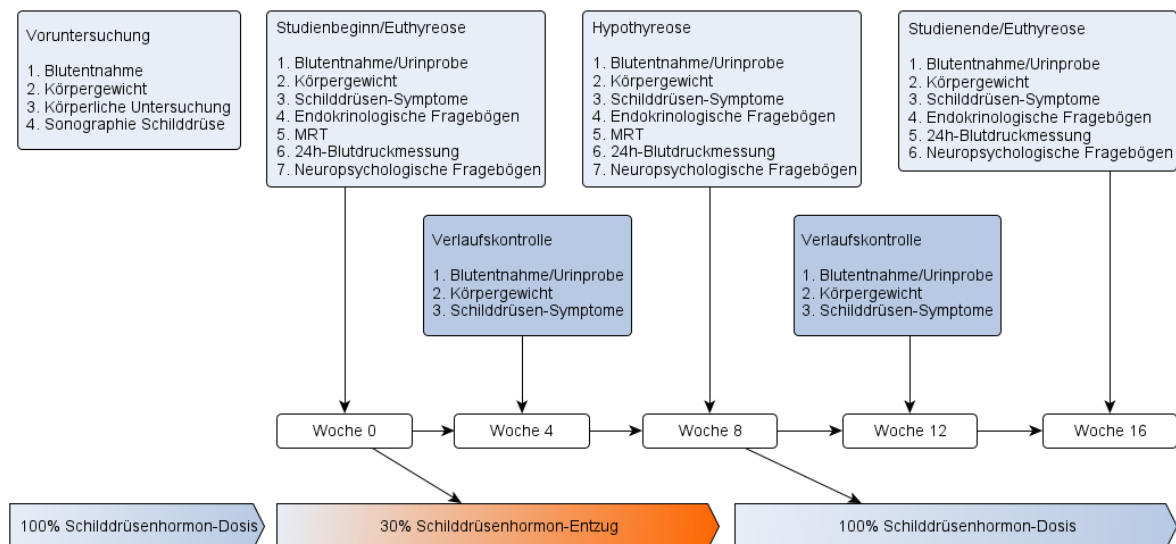 Voruntersuchung
1. Blutentnahme
2. Körpergewicht
3. Körperliche Untersuchung
4. Sonographie Schilddrüse
Studienbeginn/Euthyreose
1. Blutentnahme/Urinprobe
2. Körpergewicht
3. Schilddrüsen-Symptome
4. Endokrinologische Fragebögen
5. MRT
6. 24h-Blutdruckmessung
7. Neuropsychologische Fragebögen
Hypothyreose
1. Blutentnahme/Urinprobe
2. Körpergewicht
3. Schilddrüsen-Symptome
4. Endokrinologische Fragebögen
5. MRT
6. 24h-Blutdruckmessung
7. Neuropsychologische Fragebögen
Studienende/Euthyreose
1. Blutentnahme/Urinprobe
2. Körpergewicht
3. Schilddrüsen-Symptome
4. Endokrinologische Fragebögen
5. 24h-Blutdruckmessung
6. Neuropsychologische Fragebögen
Verlaufskontrolle
1. Blutentnahme/Urinprobe
2. Körpergewicht
3. Schilddrüsen-Symptome
Verlaufskontrolle
1. Blutentnahme/Urinprobe
2. Körpergewicht
3. Schilddrüsen-Symptome
Woche 0
Woche 4
Woche 8
Woche 12
Woche 16
100% Schilddrüsenhormon-Dosis
30% Schilddrüsenhormon-Entzug
100% Schilddrüsenhormon-Dosis